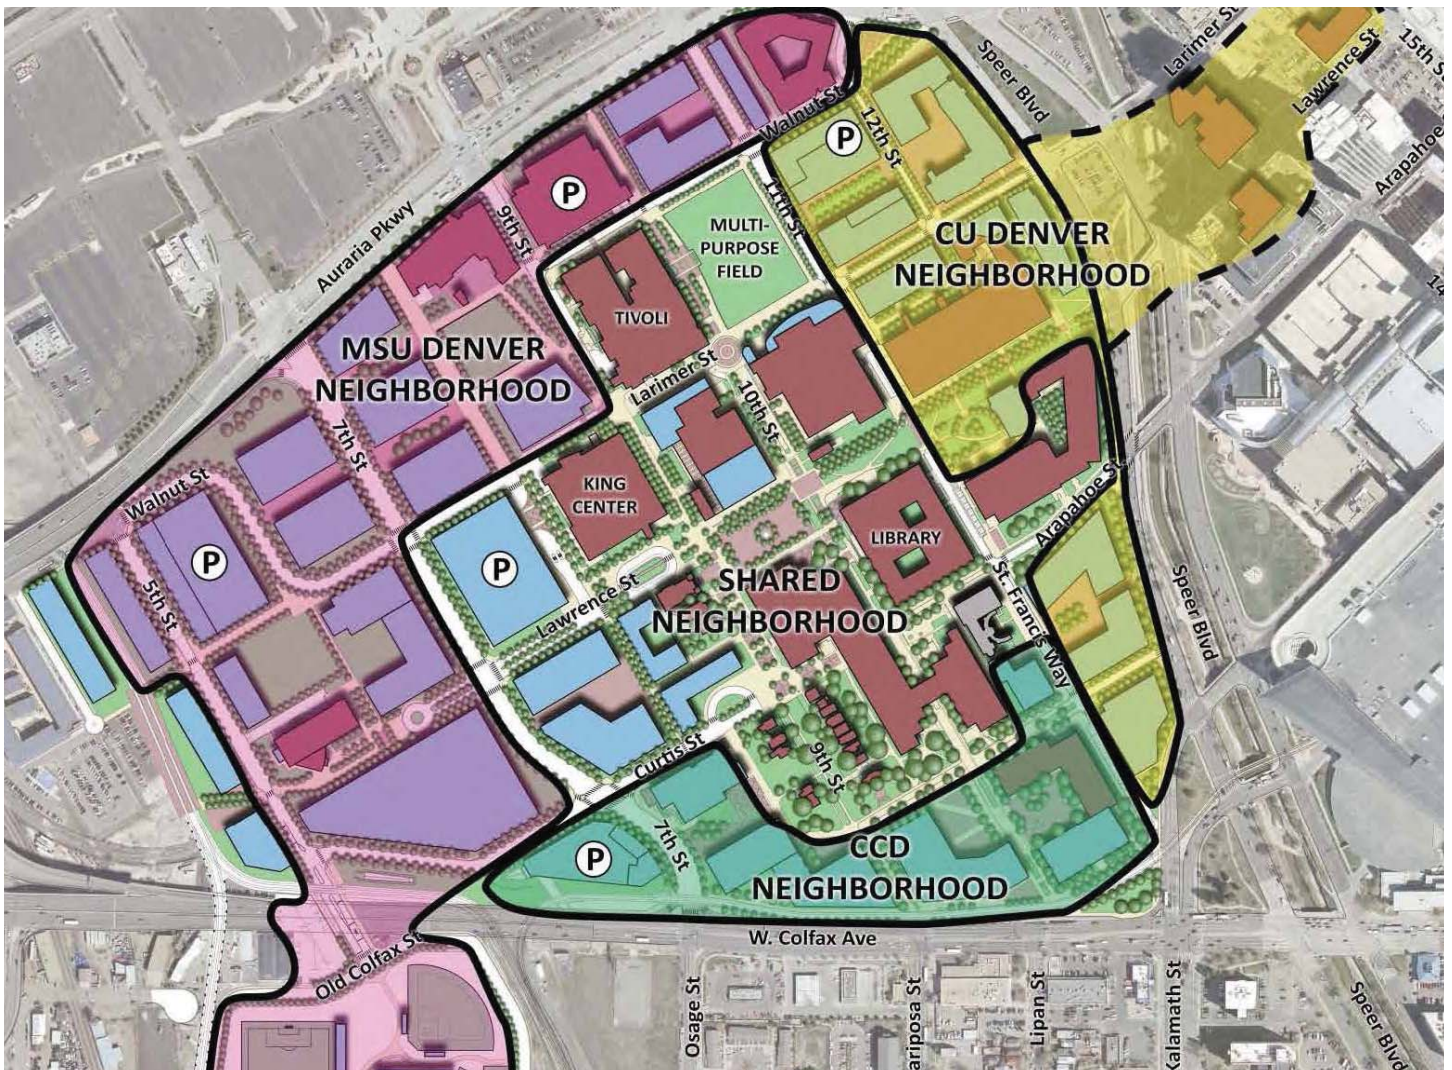 Larimer St
Lawrence St
15th S
Speer Blvd
Arapahoe
Walnut St
12th St
P
11th St
P
9th St
Auraria Pkwy
MULTI-
PURPOSE
FIELD
CU DENVER
NEIGHBORHOOD
14
TIVOLI
MSU DENVER
NEIGHBORHOOD
Larimer St
10th St
7th St
Walnut St
KING
CENTER
Arapahoe St
LIBRARY
P
P
5th St
Lawrence St
SHARED
NEIGHBORHOOD
St. Francis Way
Speer Blvd
Curtis St
9th St
7th St
P
CCD
NEIGHBORHOOD
W. Colfax Ave
Old Colfax St
Osage St
ariposa St
Lipan St
Kalamath St
Speer Blvd